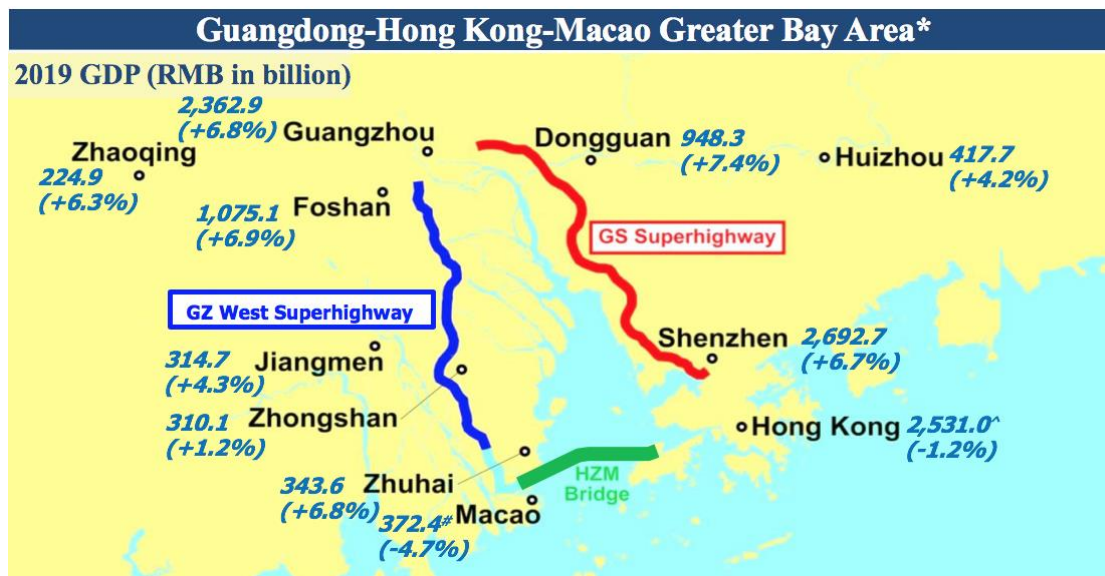 Guangdong-Hong Kong-Macao Greater Bay Area*
2019 GDP (RMB in billion)
2,362.9
(+6.8%)
Guangzhou
Dongguan
948.3
(+7.4%)
Zhaoqing
224.9
(+6.3%)
Huizhou
417.7
(+4.2%)
Foshan
1,075.1
(+6.9%)
GS Superhighway
GZ West Superhighway
Shenzhen
2,692.7
(+6.7%)
Jiangmen
314.7
(+4.3%)
Zhongshan
310.1
(+1.2%)
Hong Kong
2,531.0^
(-1.2%)
HZM
Bridge
Zhuhai
343.6
(+6.8%)
Macao
372.4#
(-4.7%)